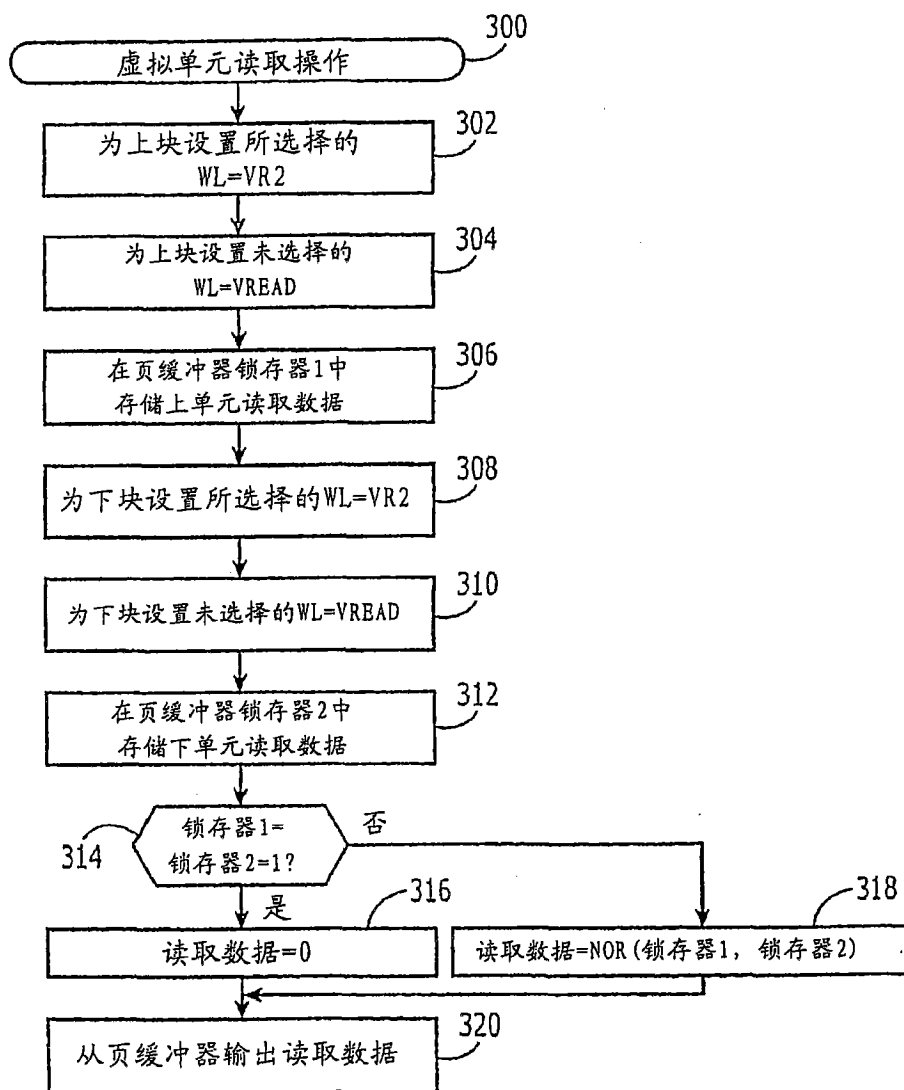 300
虚拟单元读取操作
302
为上块设置所选择的
WL=VR2
304
为上块设置未选择的
WL=VREAD
306
在页缓冲器锁存器1中
存储上单元读取数据
308
为下块设置所选择的WL=VR2
310
为下块设置未选择的WL=VREAD
312
在页缓冲器锁存器2中
存储下单元读取数据
314
锁存器1=
锁存器2=1?
否
是
316
读取数据=0
318
读取数据=NOR(锁存器1, 锁存器2)
320
从页缓冲器输出读取数据